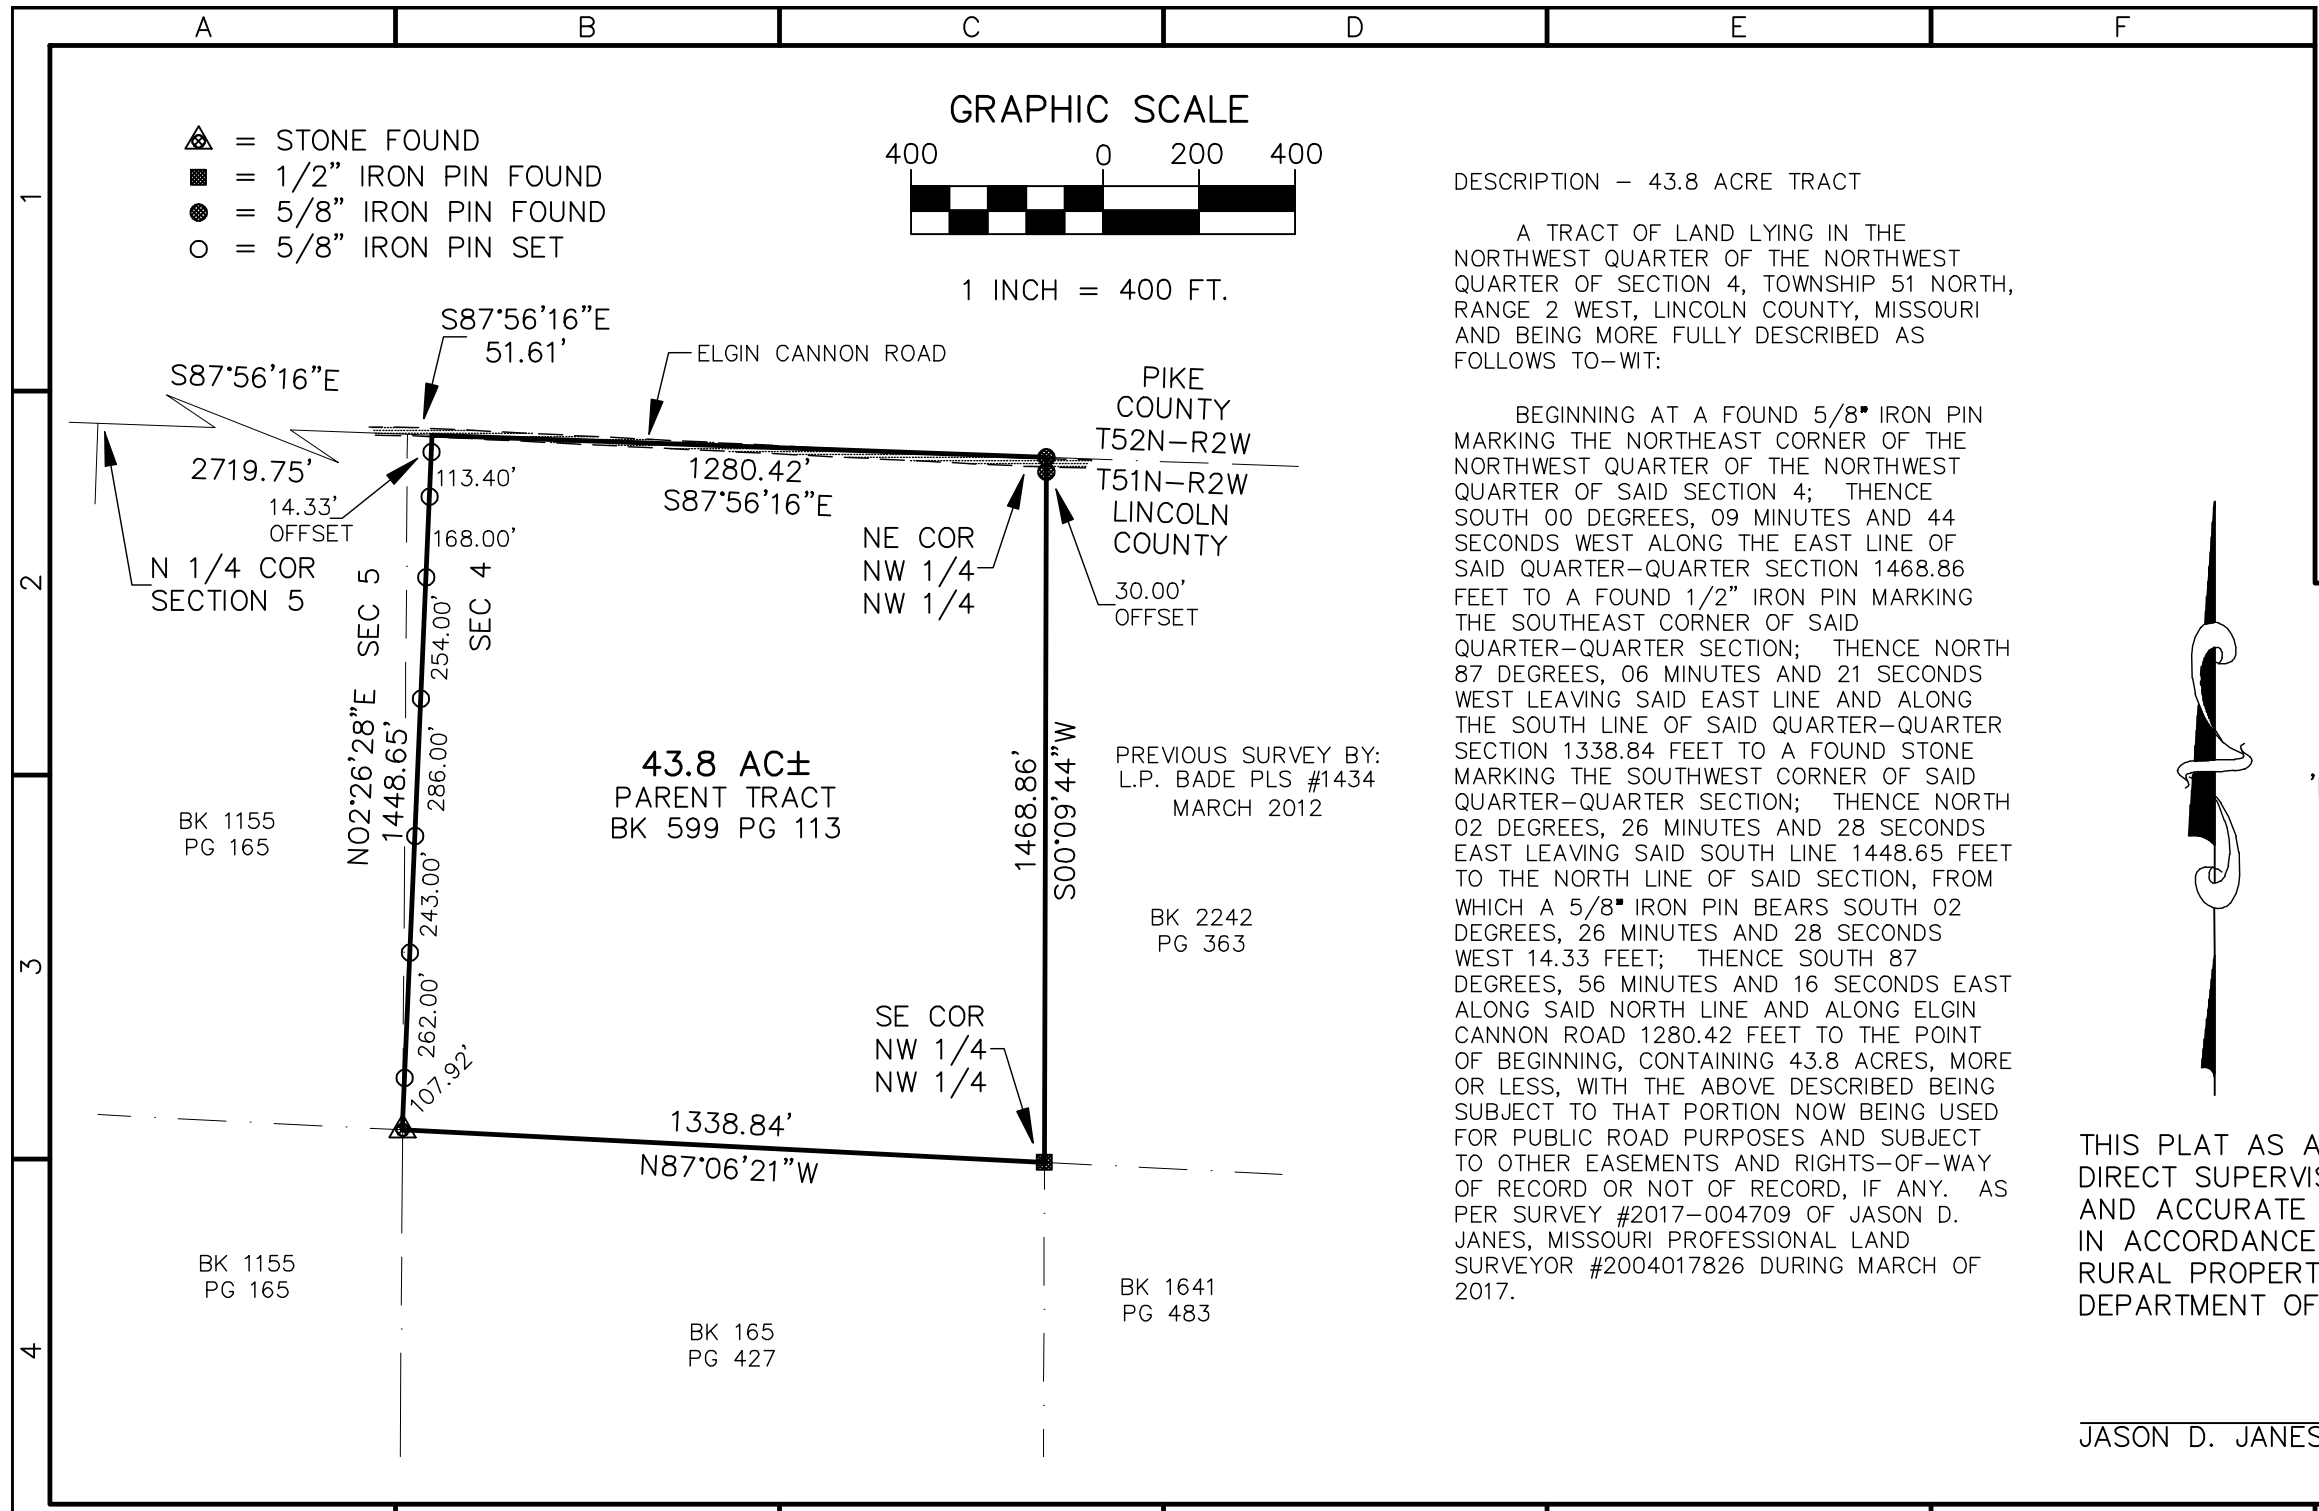 A B C D E F
1
2
3
4
= STONE FOUND
= 1/2" IRON PIN FOUND
= 5/8" IRON PIN FOUND
= 5/8" IRON PIN SET
GRAPHIC SCALE
400 0 200 400
1 INCH = 400 FT.
S87°56'16"E
51.61'
ELGIN CANNON ROAD
S87°56'16"E
2719.75'
14.33'
OFFSET
N 1/4 COR
SECTION 5
PIKE
COUNTY
T52N-R2W
T51N-R2W
LINCOLN
COUNTY
1280.42'
S87°56'16"E
NE COR
NW 1/4
NW 1/4
30.00'
OFFSET
113.40'
168.00'
254.00'
286.00'
243.00'
262.00'
107.92'
SEC 5
SEC 4
N02°26'28"E
1448.65'
43.8 AC±
PARENT TRACT
BK 599 PG 113
1468.86'
S00°09'44"W
PREVIOUS SURVEY BY:
L.P. BADE PLS #1434
MARCH 2012
BK 1155
PG 165
BK 2242
PG 363
SE COR
NW 1/4
NW 1/4
1338.84'
N87°06'21"W
BK 1155
PG 165
BK 165
PG 427
BK 1641
PG 483
DESCRIPTION - 43.8 ACRE TRACT
A TRACT OF LAND LYING IN THE
NORTHWEST QUARTER OF THE NORTHWEST
QUARTER OF SECTION 4, TOWNSHIP 51 NORTH,
RANGE 2 WEST, LINCOLN COUNTY, MISSOURI
AND BEING MORE FULLY DESCRIBED AS
FOLLOWS TO-WIT:
BEGINNING AT A FOUND 5/8" IRON PIN
MARKING THE NORTHEAST CORNER OF THE
NORTHWEST QUARTER OF THE NORTHWEST
QUARTER OF SAID SECTION 4; THENCE
SOUTH 00 DEGREES, 09 MINUTES AND 44
SECONDS WEST ALONG THE EAST LINE OF
SAID QUARTER-QUARTER SECTION 1468.86
FEET TO A FOUND 1/2" IRON PIN MARKING
THE SOUTHEAST CORNER OF SAID
QUARTER-QUARTER SECTION; THENCE NORTH
87 DEGREES, 06 MINUTES AND 21 SECONDS
WEST LEAVING SAID EAST LINE AND ALONG
THE SOUTH LINE OF SAID QUARTER-QUARTER
SECTION 1338.84 FEET TO A FOUND STONE
MARKING THE SOUTHWEST CORNER OF SAID
QUARTER-QUARTER SECTION; THENCE NORTH
02 DEGREES, 26 MINUTES AND 28 SECONDS
EAST LEAVING SAID SOUTH LINE 1448.65 FEET
TO THE NORTH LINE OF SAID SECTION, FROM
WHICH A 5/8" IRON PIN BEARS SOUTH 02
DEGREES, 26 MINUTES AND 28 SECONDS
WEST 14.33 FEET; THENCE SOUTH 87
DEGREES, 56 MINUTES AND 16 SECONDS EAST
ALONG SAID NORTH LINE AND ALONG ELGIN
CANNON ROAD 1280.42 FEET TO THE POINT
OF BEGINNING, CONTAINING 43.8 ACRES, MORE
OR LESS, WITH THE ABOVE DESCRIBED BEING
SUBJECT TO THAT PORTION NOW BEING USED
FOR PUBLIC ROAD PURPOSES AND SUBJECT
TO OTHER EASEMENTS AND RIGHTS-OF-WAY
OF RECORD OR NOT OF RECORD, IF ANY. AS
PER SURVEY #2017-004709 OF JASON D.
JANES, MISSOURI PROFESSIONAL LAND
SURVEYOR #2004017826 DURING MARCH OF
2017.
THIS PLAT AS
DIRECT
AND ACCURATE
IN ACCORDANCE
RURAL
DEPARTMENT OF
JASON D. JANES